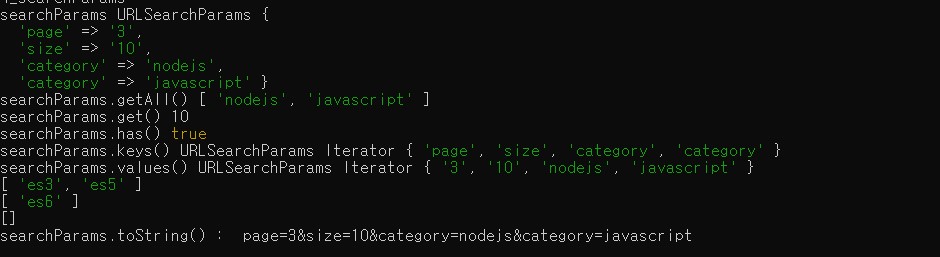 searchParams URLSearchParams {
  'page' => '3',
  'size' => '10',
  'category' => 'nodejs',
  'category' => 'javascript' }
searchParams.getAll() [ 'nodejs', 'javascript' ]
searchParams.get() 10
searchParams.has() true
searchParams.keys() URLSearchParams Iterator { 'page', 'size', 'category', 'category' }
searchParams.values() URLSearchParams Iterator { '3', '10', 'nodejs', 'javascript' }
[ 'es3', 'es5' ]
[ 'es6' ]
[]
searchParams.toString() :  page=3&size=10&category=nodejs&category=javascript